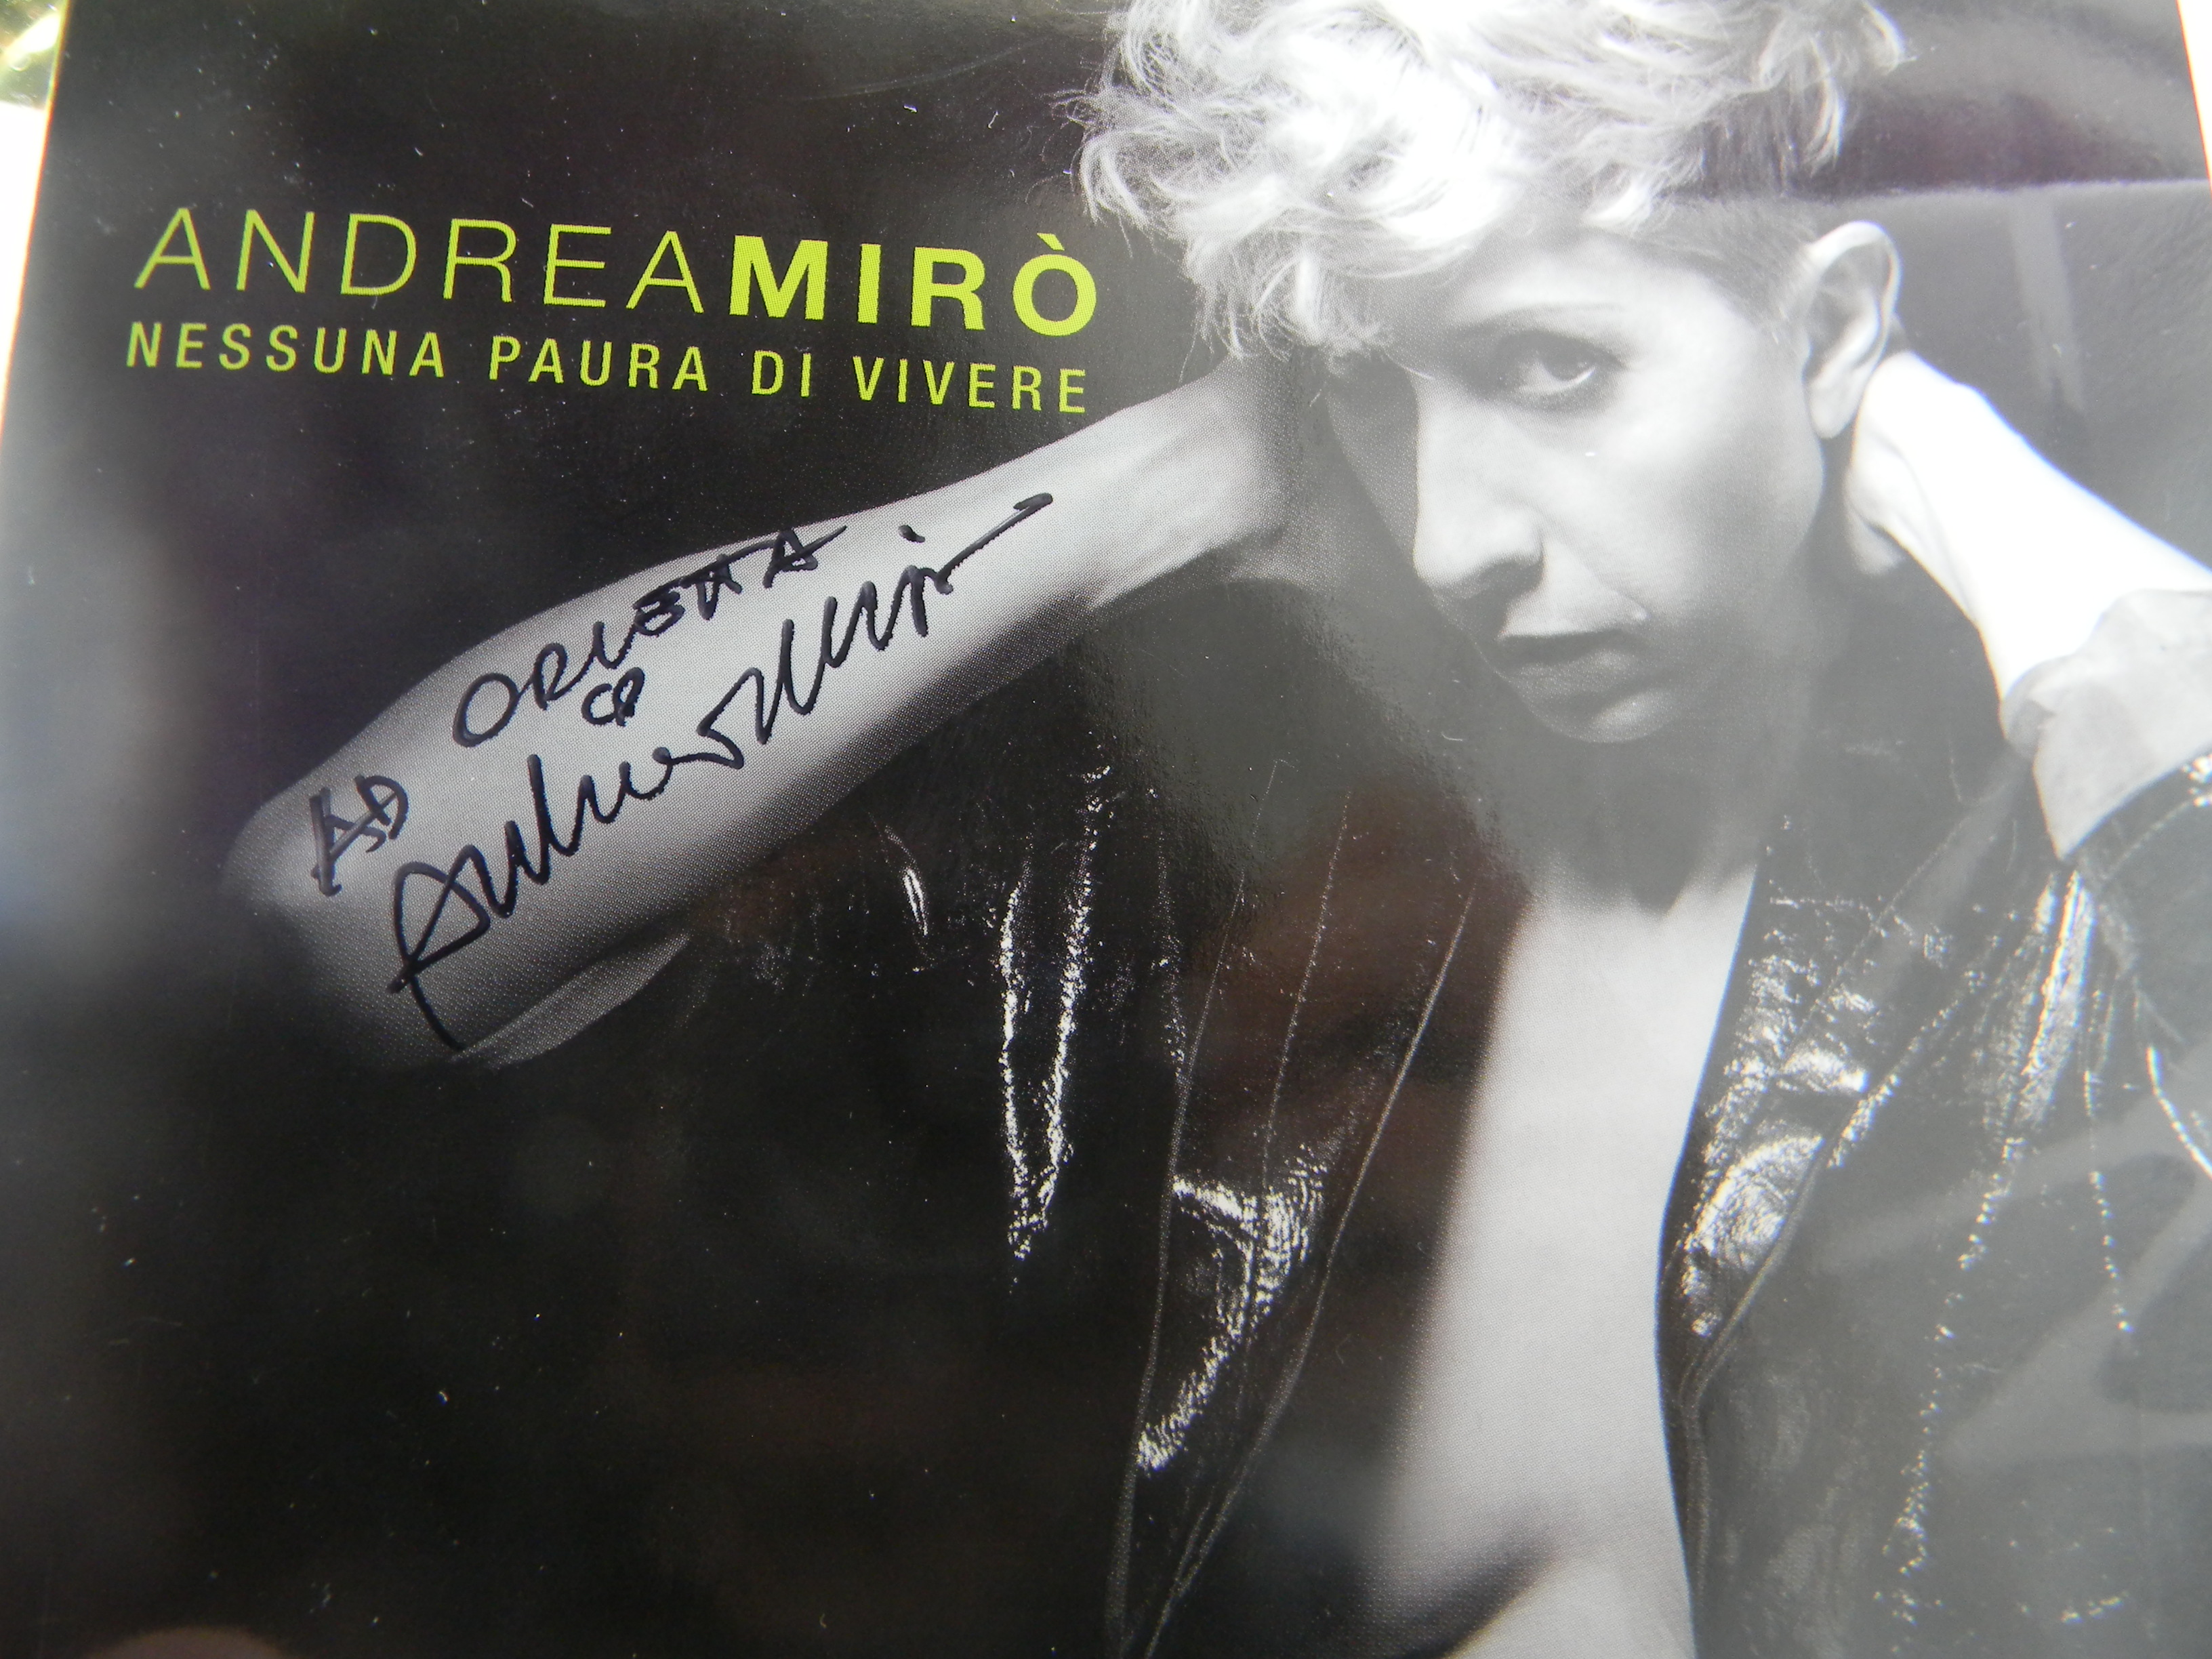 ANDREAMIRÒ
NESSUNA PAURA DI VIVERE
AD ORIETTA